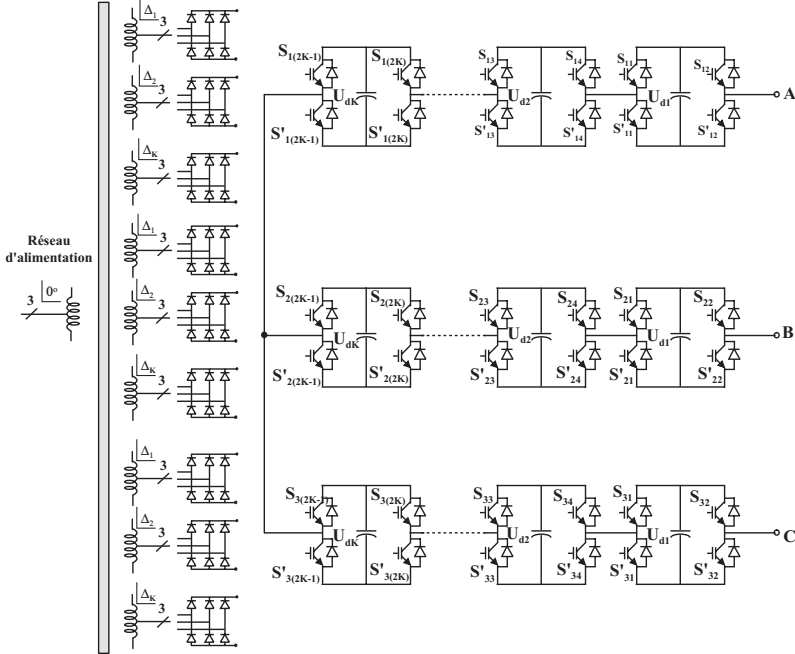 Δ1
3
Δ2
3
ΔK
3
Δ1
3
Δ2
3
ΔK
3
Δ1
3
Δ2
3
ΔK
3
Réseau
d'alimentation
3
0o
S1(2K-1)
S1(2K)
S13
S14
S11
S12
UdK
Ud2
Ud1
A
S'1(2K-1)
S'1(2K)
S'13
S'14
S'11
S'12
S2(2K-1)
S2(2K)
S23
S24
S21
S22
UdK
Ud2
Ud1
B
S'2(2K-1)
S'2(2K)
S'23
S'24
S'21
S'22
S3(2K-1)
S3(2K)
S33
S34
S31
S32
UdK
Ud2
Ud1
C
S'3(2K-1)
S'3(2K)
S'33
S'34
S'31
S'32